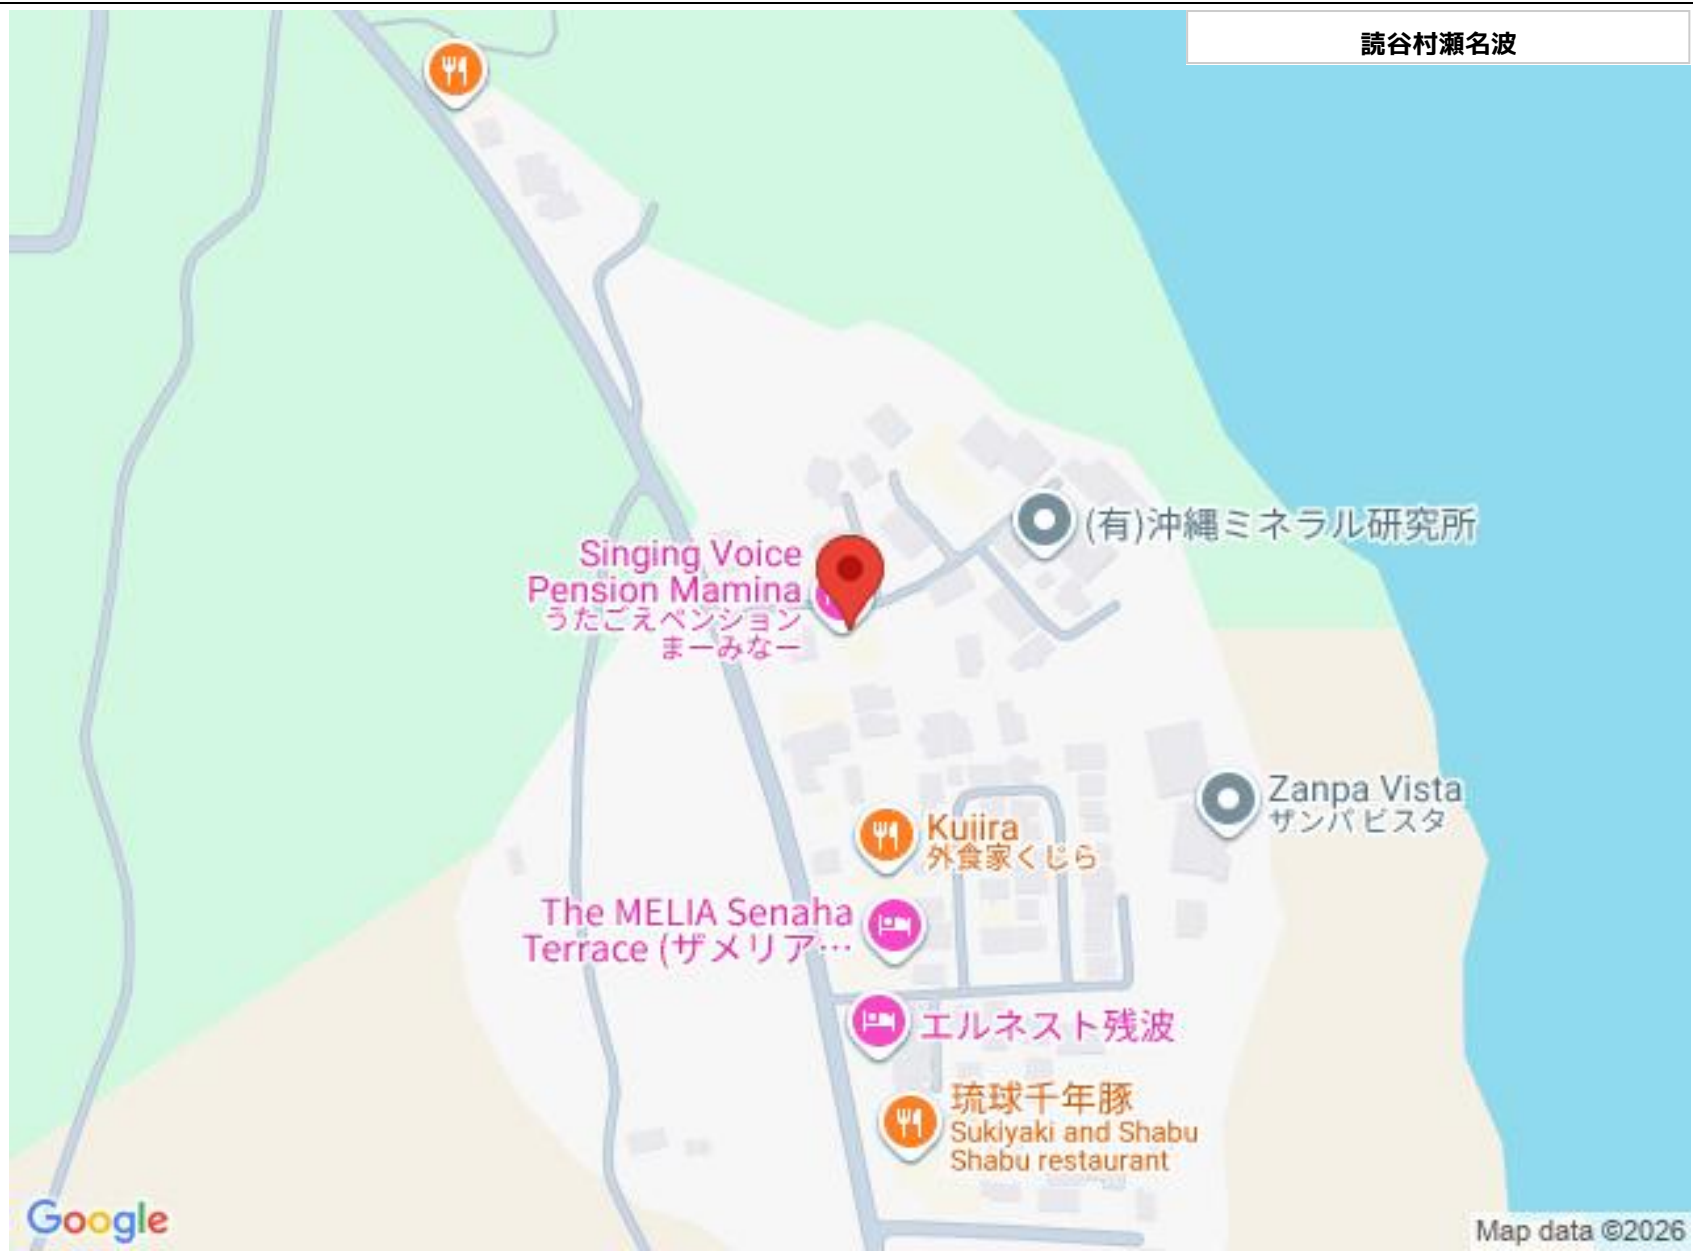 読谷村瀬名波
Singing Voice
Pension Mamina
うたごえペンション
まーみなー
(有)沖縄ミネラル研究所
Zanpa Vista
ザンパ ビスタ
Kujira
外食家くじら
The MELIA Senaha
Terrace (ザメリア…
エルネスト残波
琉球千年豚
Sukiyaki and Shabu
Shabu restaurant
Google
Map data ©2026